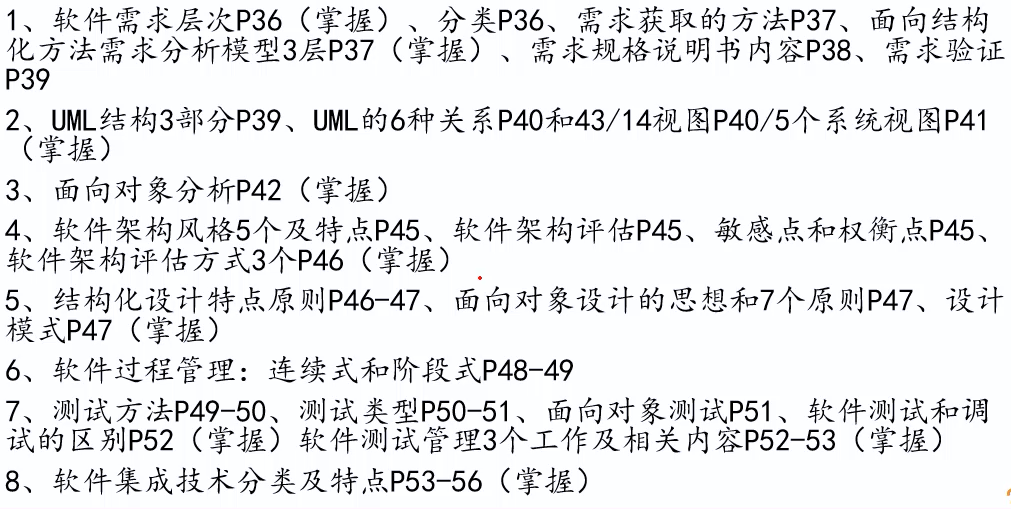 1、软件需求层次P36（掌握）、分类P36、需求获取的方法P37、面向结构
化方法需求分析模型3层P37（掌握）、需求规格说明书内容P38、需求验证
P39
2、UML结构3部分P39、UML的6种关系P40和43/14视图P40/5个系统视图P41
（掌握）
3、面向对象分析P42（掌握）
4、软件架构风格5个及特点P45、软件架构评估P45、敏感点和权衡点P45、
软件架构评估方式3个P46（掌握）
5、结构化设计特点原则P46-47、面向对象设计的思想和7个原则P47、设计
模式P47（掌握）
6、软件过程管理：连续式和阶段式P48-49
7、测试方法P49-50、测试类型P50-51、面向对象测试P51、软件测试和调
试的区别P52（掌握）软件测试管理3个工作及相关内容P52-53（掌握）
8、软件集成技术分类及特点P53-56（掌握）